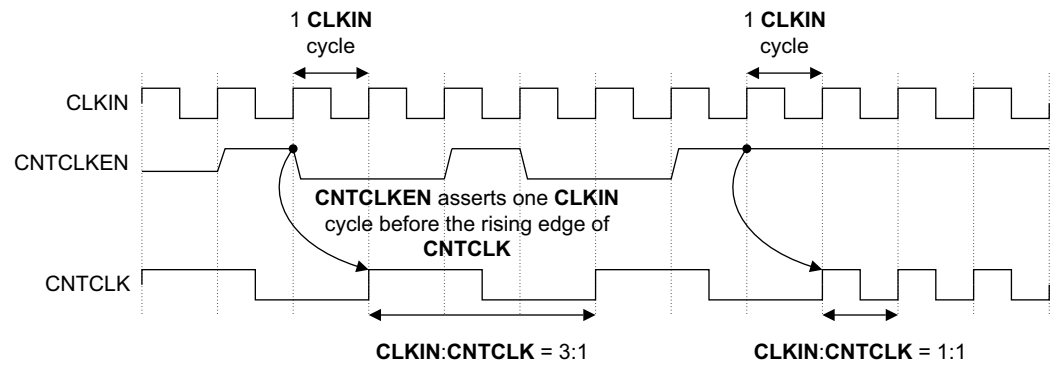 1 CLKIN
cycle
1 CLKIN
cycle
CLKIN
CNTCLKEN
CNTCLKEN asserts one CLKIN
cycle before the rising edge of
CNTCLK
CNTCLK
CLKIN:CNTCLK = 3:1
CLKIN:CNTCLK = 1:1